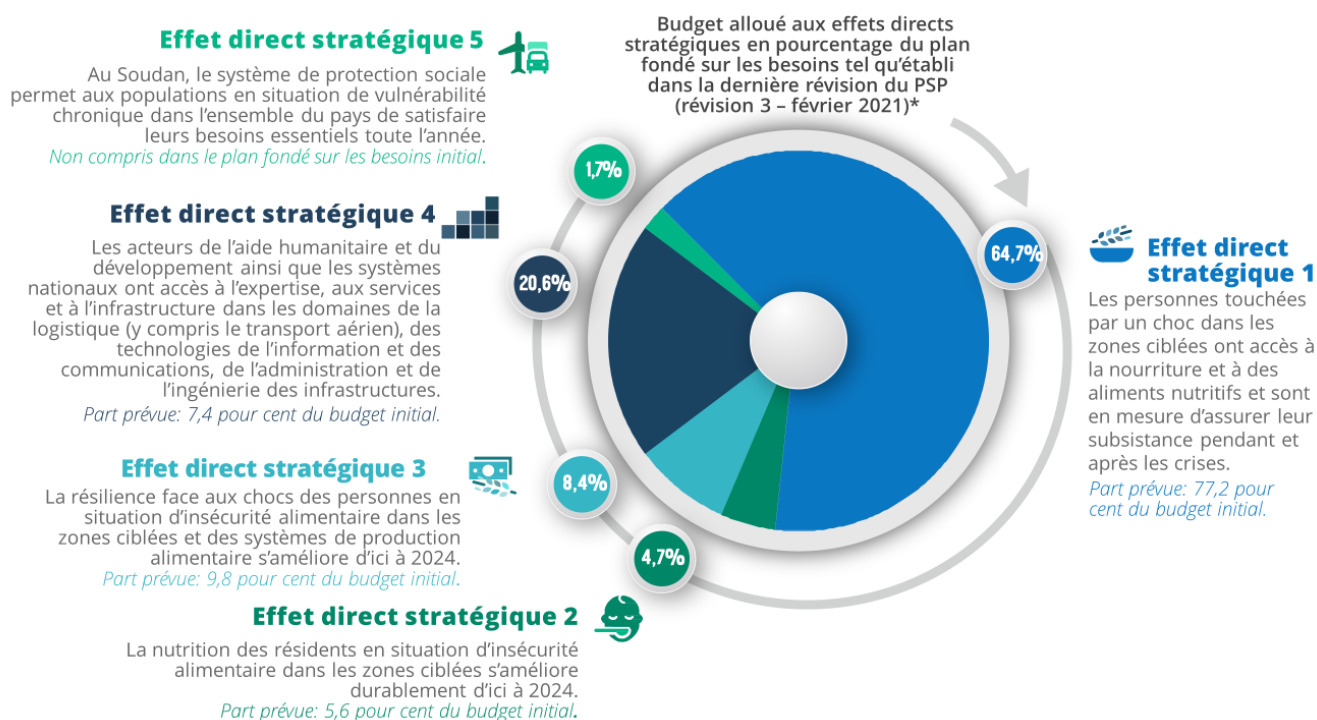 Budget alloué aux effets directs
stratégiques en pourcentage du plan
fondé sur les besoins tel qu’établi
dans la dernière révision du PSP
(révision 3 – février 2021)*
Effet direct stratégique 5
Au Soudan, le système de protection sociale
permet aux populations en situation de vulnérabilité
chronique dans l’ensemble du pays de satisfaire
leurs besoins essentiels toute l’année.
Non compris dans le plan fondé sur les besoins initial.
1,7%
Effet direct stratégique 4
Les acteurs de l’aide humanitaire et du
développement ainsi que les systèmes
nationaux ont accès à l’expertise, aux services
et à l’infrastructure dans les domaines de la
logistique (y compris le transport aérien), des
technologies de l’information et des
communications, de l’administration et de
l’ingénierie des infrastructures.
Part prévue: 7,4 pour cent du budget initial.
20,6%
64,7%
Effet direct
stratégique 1
Les personnes touchées
par un choc dans les
zones ciblées ont accès à
la nourriture et à des
aliments nutritifs et sont
en mesure d’assurer leur
subsistance pendant et
après les crises.
Part prévue: 77,2 pour
cent du budget initial.
Effet direct stratégique 3
La résilience face aux chocs des personnes en
situation d’insécurité alimentaire dans les
zones ciblées et des systèmes de production
alimentaire s’améliore d’ici à 2024.
Part prévue: 9,8 pour cent du budget initial.
8,4%
4,7%
Effet direct stratégique 2
La nutrition des résidents en situation d’insécurité
alimentaire dans les zones ciblées s’améliore
durablement d’ici à 2024.
Part prévue: 5,6 pour cent du budget initial.